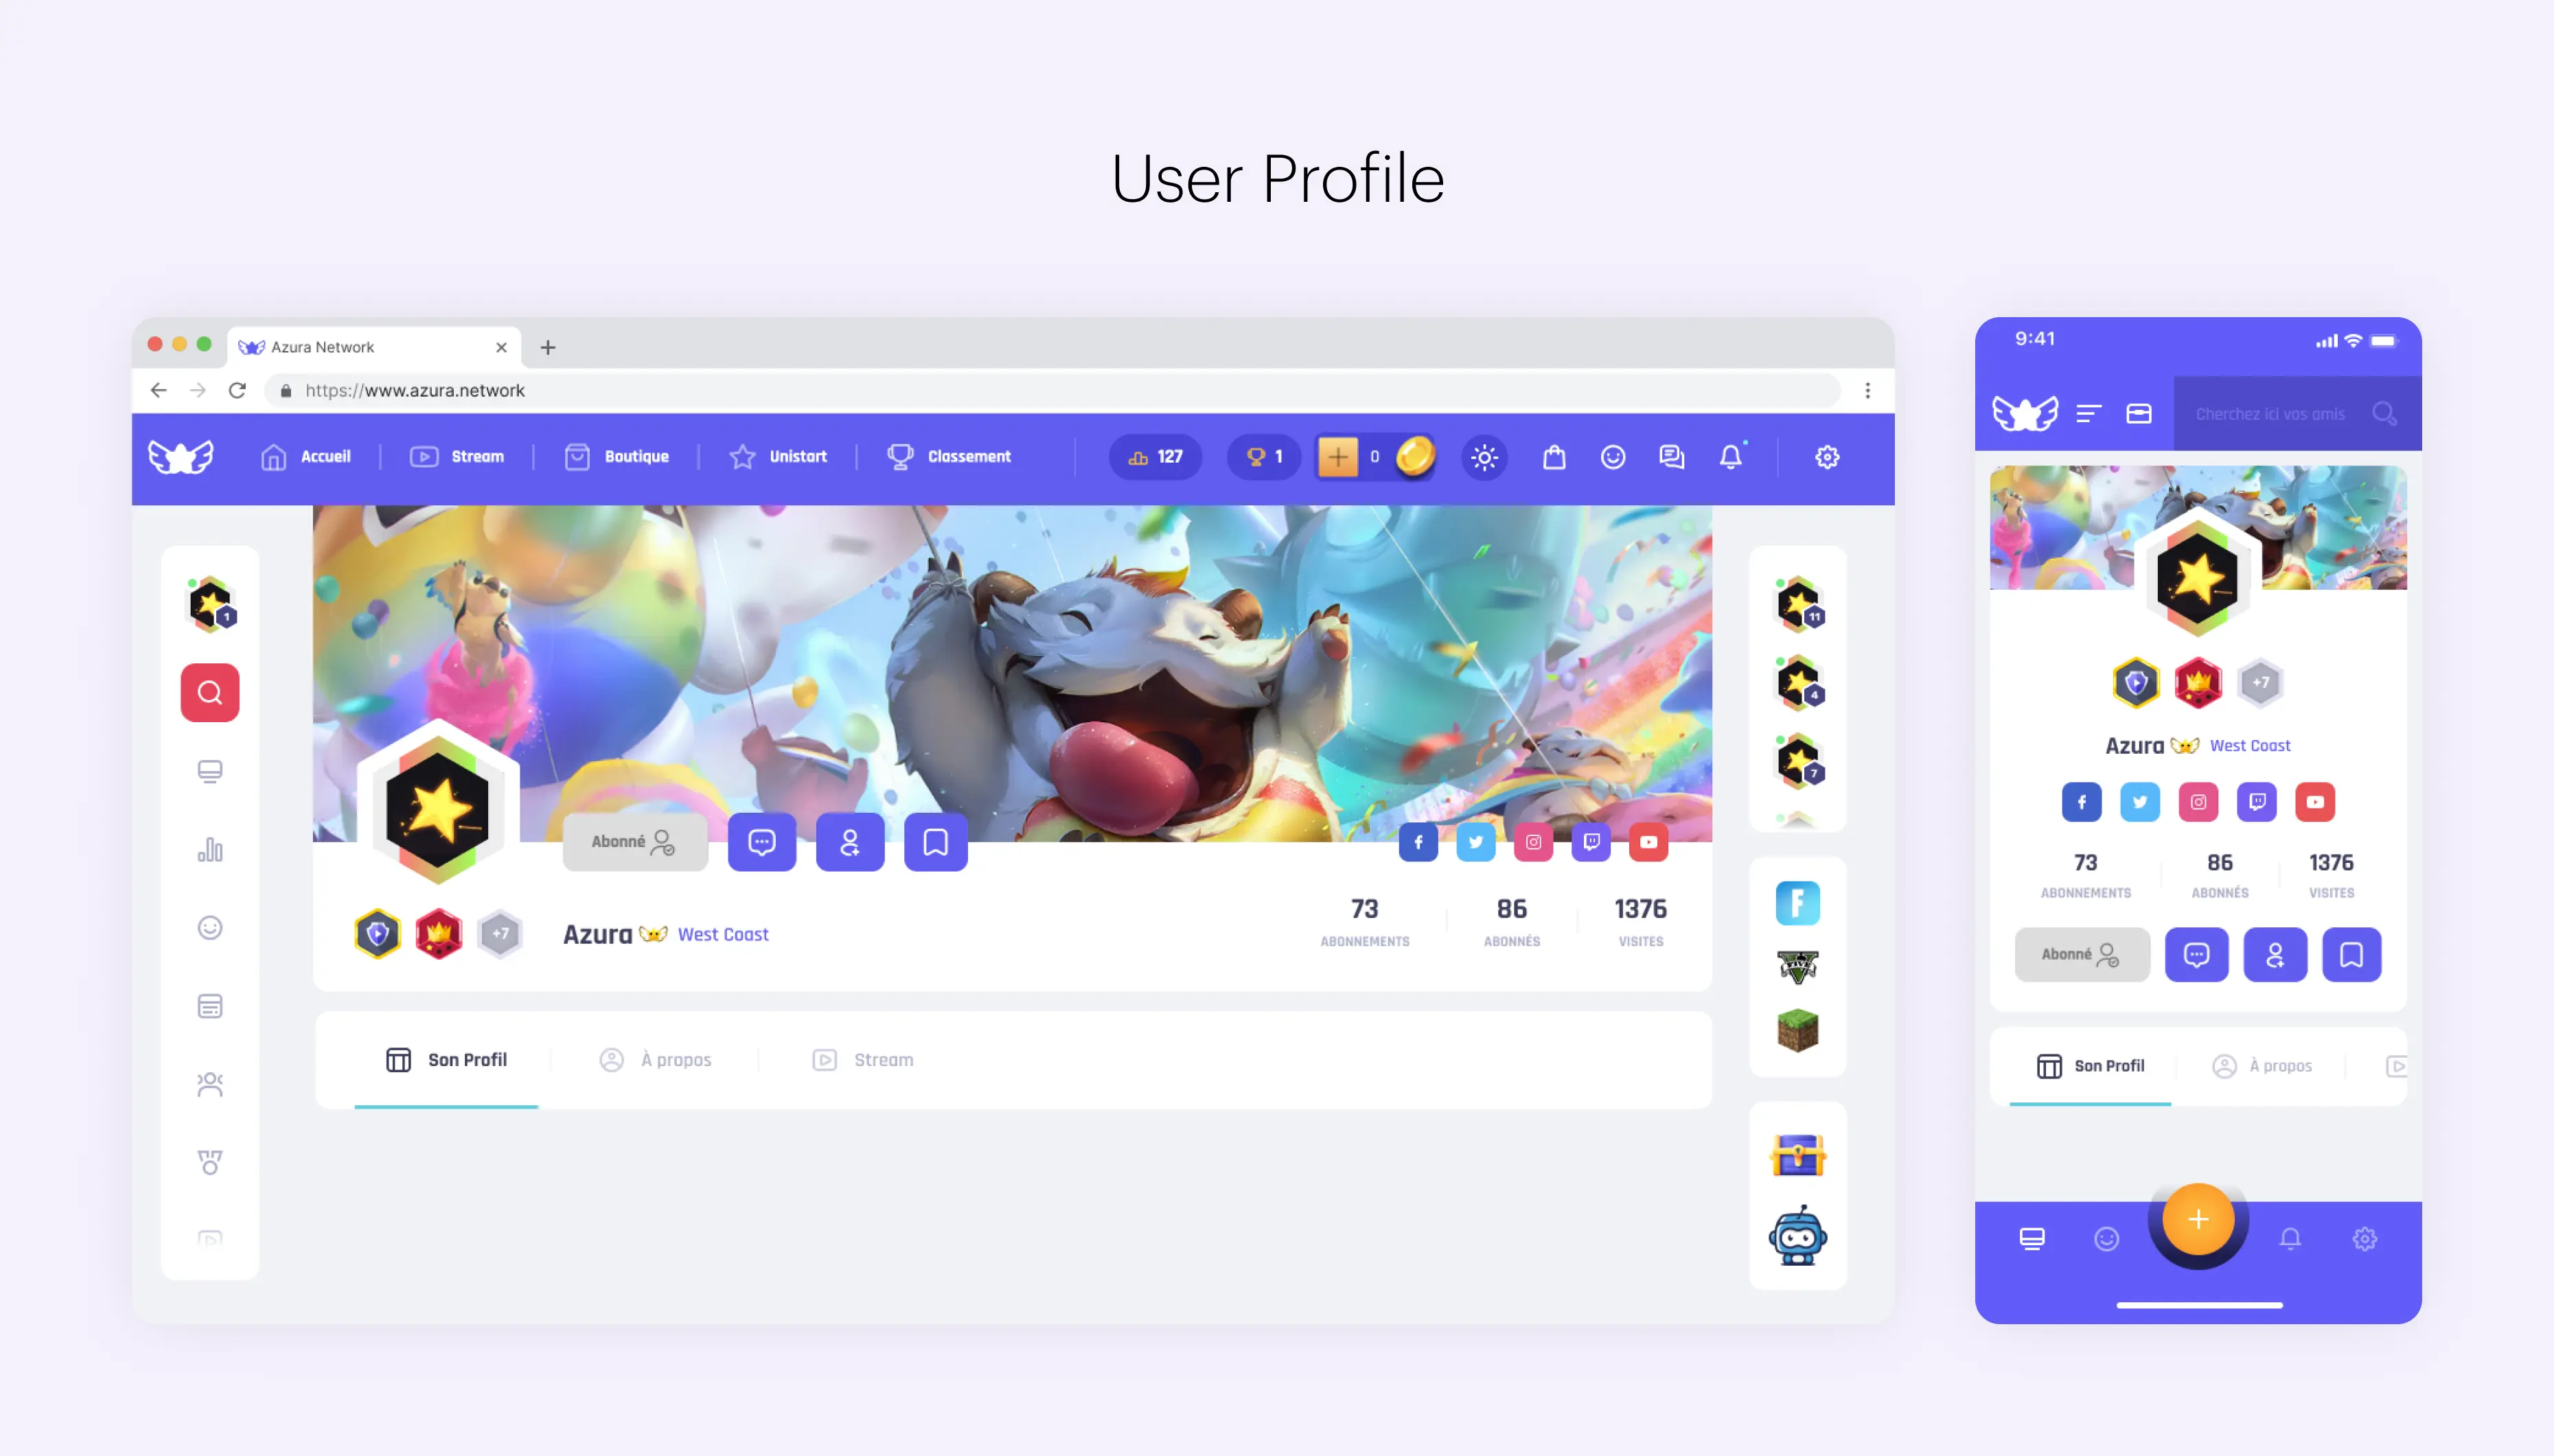 User Profile
Azura Network
https://www.azura.network
Accueil
Stream
Boutique
Unistart
Classement
127
1
0
1
11
4
7
Abonné
+7
Azura West Coast
73
ABONNEMENTS
86
ABONNÉS
1376
VISITES
Son Profil
À propos
Stream
F
FIVE
V
9:41
Cherchez ici vos amis
+7
Azura West Coast
73
ABONNEMENTS
86
ABONNÉS
1376
VISITES
Abonné
Son Profil
À propos